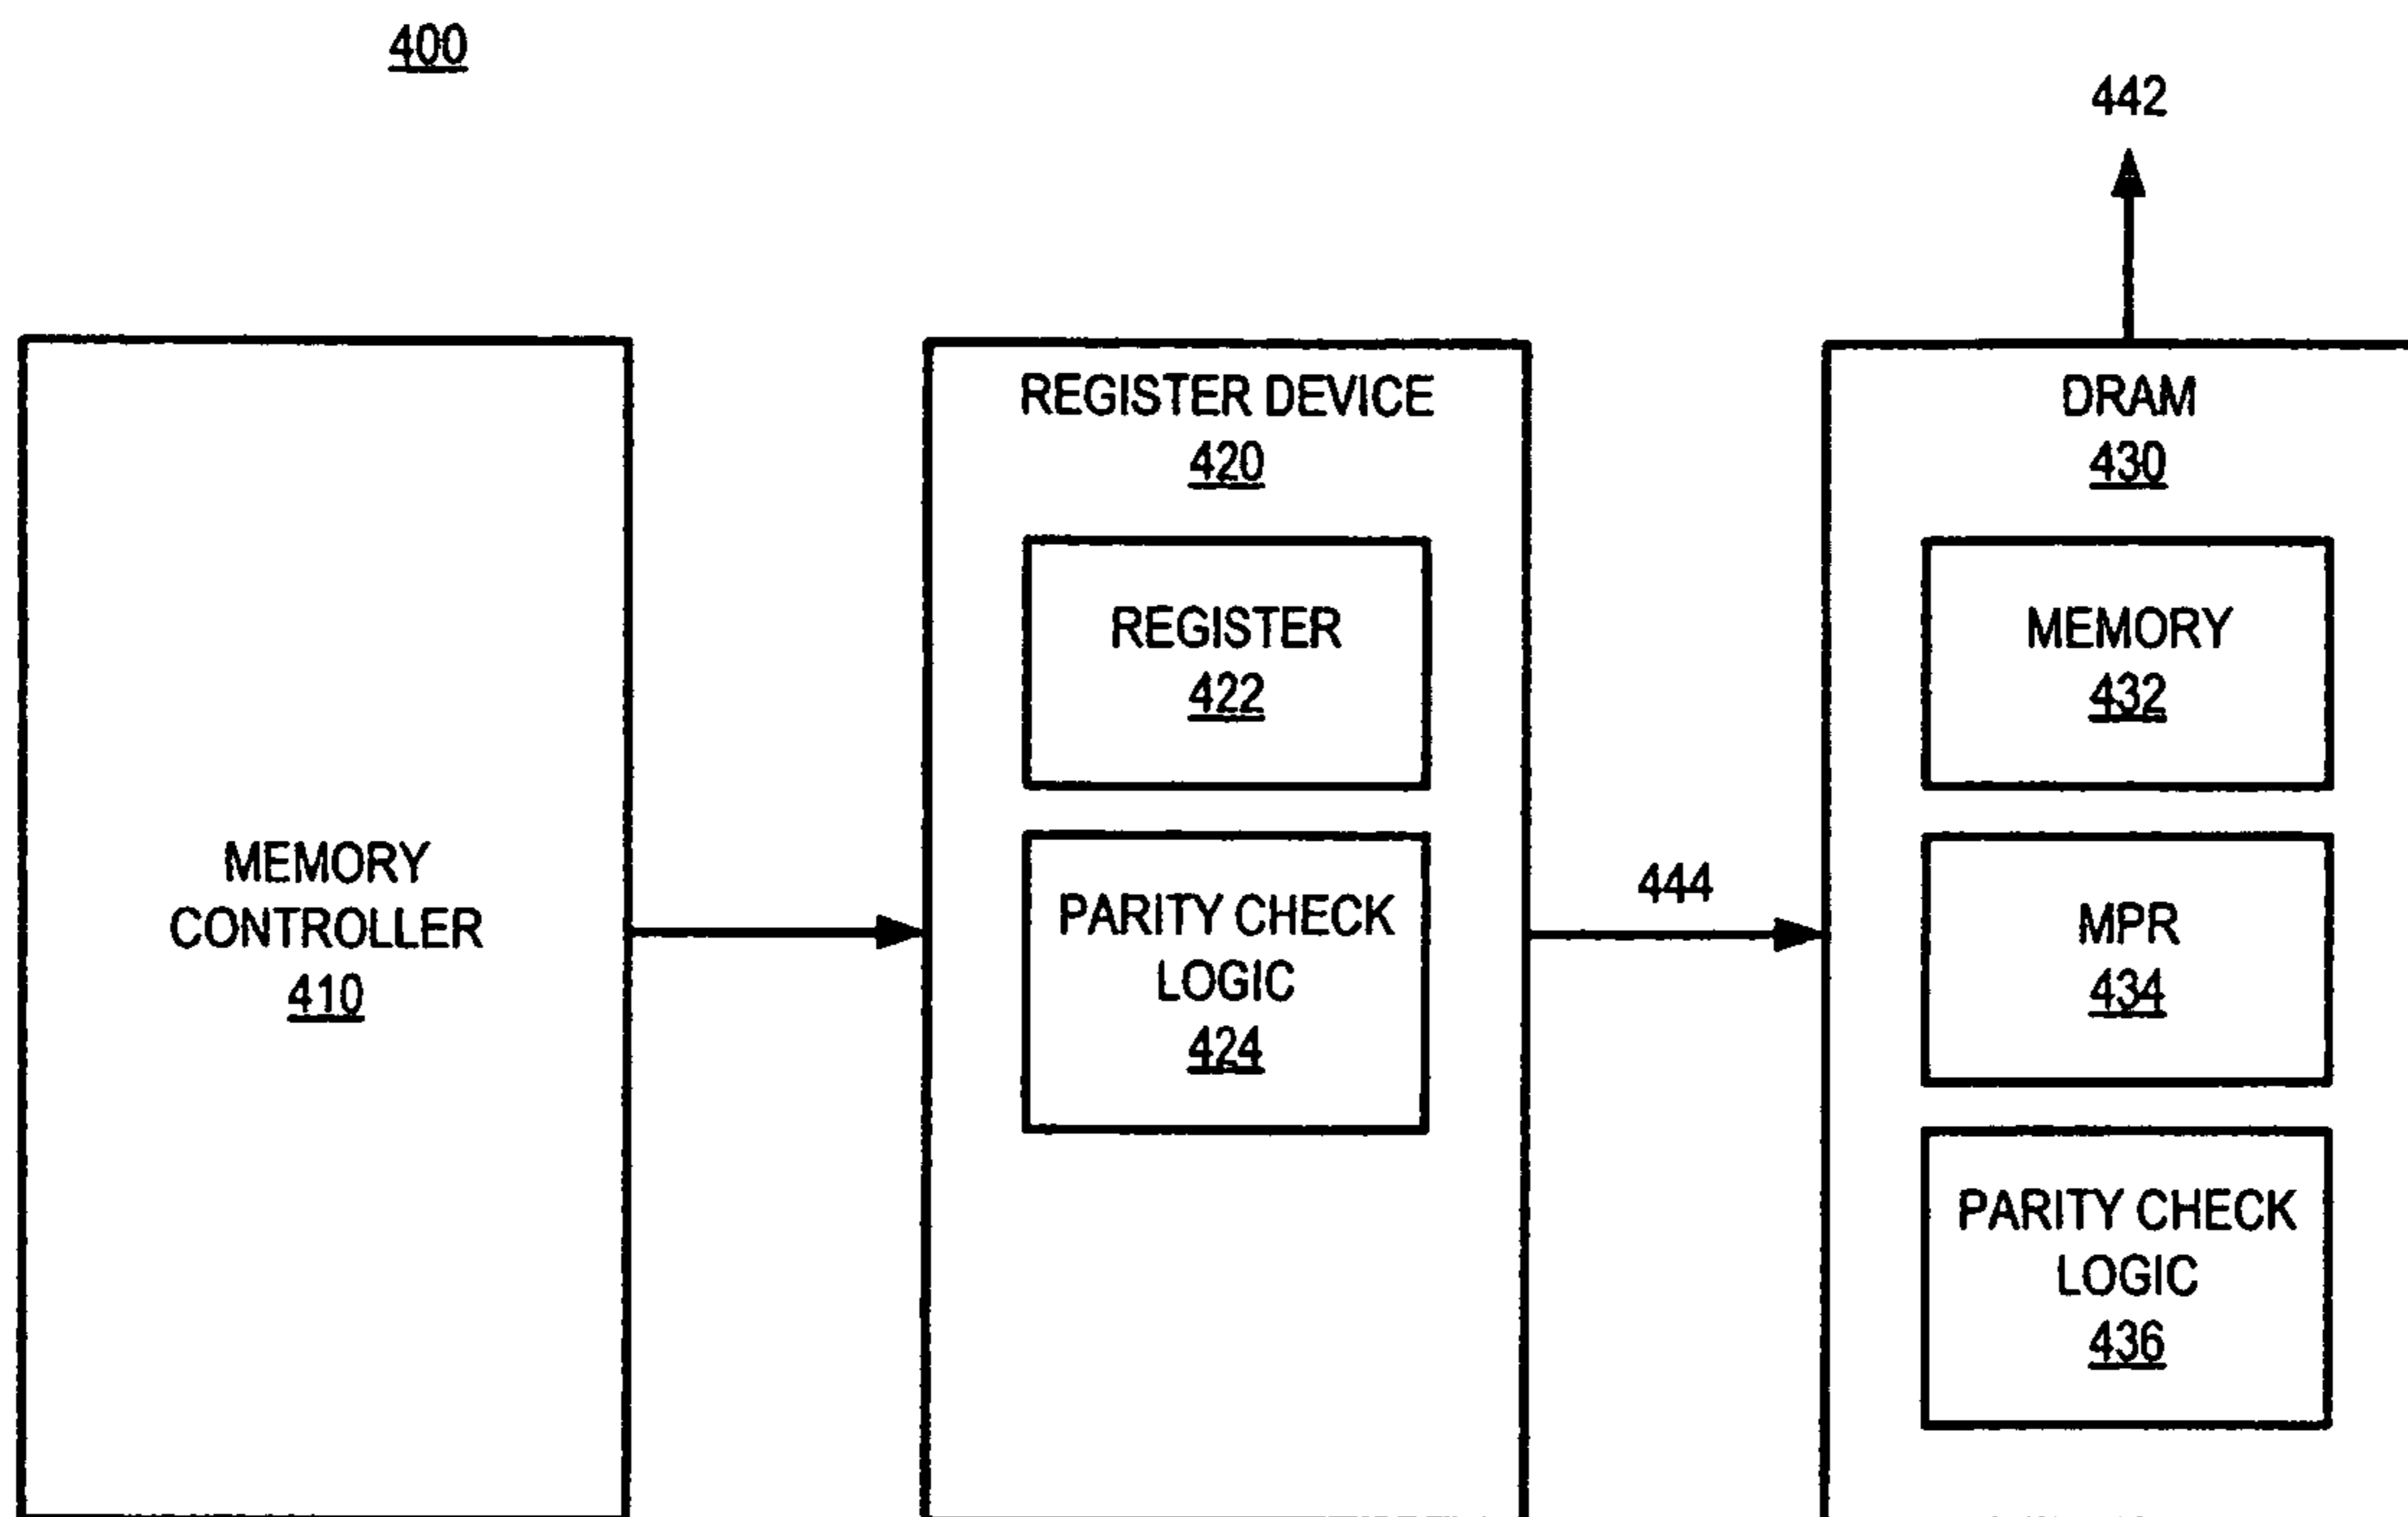 400
442
MEMORY
CONTROLLER
410
REGISTER DEVICE
420
REGISTER
422
PARITY CHECK
LOGIC
424
444
DRAM
430
MEMORY
432
MPR
434
PARITY CHECK
LOGIC
436